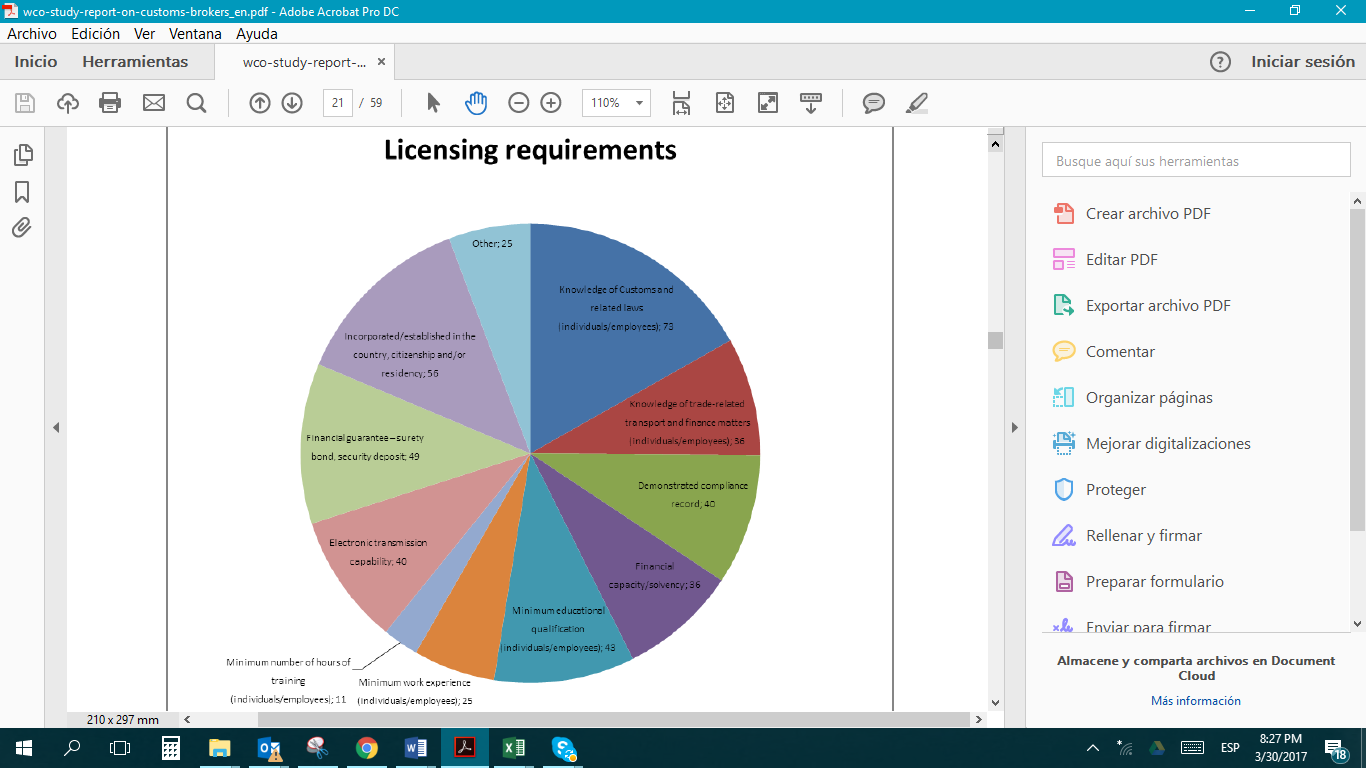 wco-study-report-on-customs-brokers_en.pdf - Adobe Acrobat Pro DC
Archivo Edición Ver Ventana Ayuda
Inicio Herramientas wco-study-report-... × ? Iniciar sesión
21 / 59 110%
Licensing requirements
Other; 25
Knowledge of Customs and
related laws
(individuals/employees); 73
Knowledge of trade-related
transport and finance matters
(individuals/employees); 36
Demonstrated compliance
record; 40
Financial
capacity/solvency; 36
Minimum educational
qualification
(individuals/employees); 43
Minimum work experience
(individuals/employees); 25
Minimum number of hours of
training
(individuals/employees); 11
Electronic transmission
capability; 40
Financial guarantee – surety
bond, security deposit; 49
Incorporated/established in the
country, citizenship and/or
residency; 56
210 x 297 mm
Busque aquí sus herramientas
Crear archivo PDF
Editar PDF
Exportar archivo PDF
Comentar
Organizar páginas
Mejorar digitalizaciones
Proteger
Rellenar y firmar
Preparar formulario
Enviar para firmar
Almacene y comparta archivos en Document
Cloud
Más información
ESP
8:27 PM
3/30/2017
18